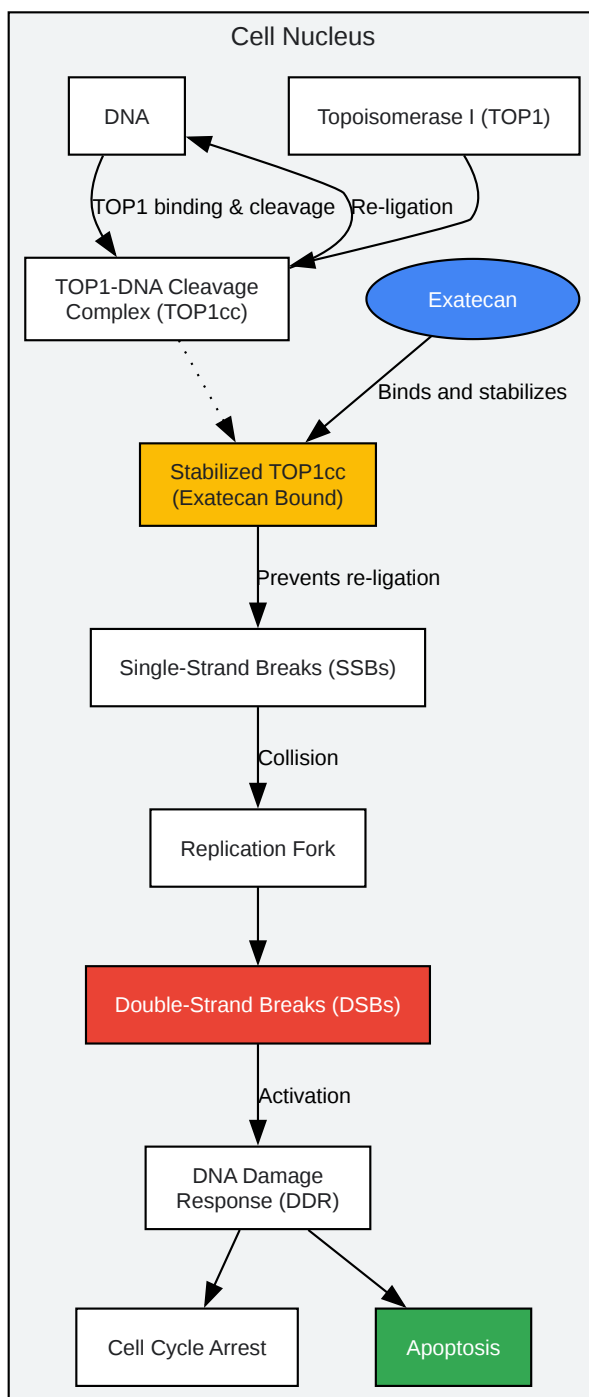 Cell Nucleus
DNA
Topoisomerase I (TOP1)
TOP1 binding & cleavage
Re-ligation
TOP1-DNA Cleavage
Complex (TOP1cc)
Exatecan
Binds and stabilizes
Stabilized TOP1cc
(Exatecan Bound)
Prevents re-ligation
Single-Strand Breaks (SSBs)
Collision
Replication Fork
Double-Strand Breaks (DSBs)
Activation
DNA Damage
Response (DDR)
Cell Cycle Arrest
Apoptosis